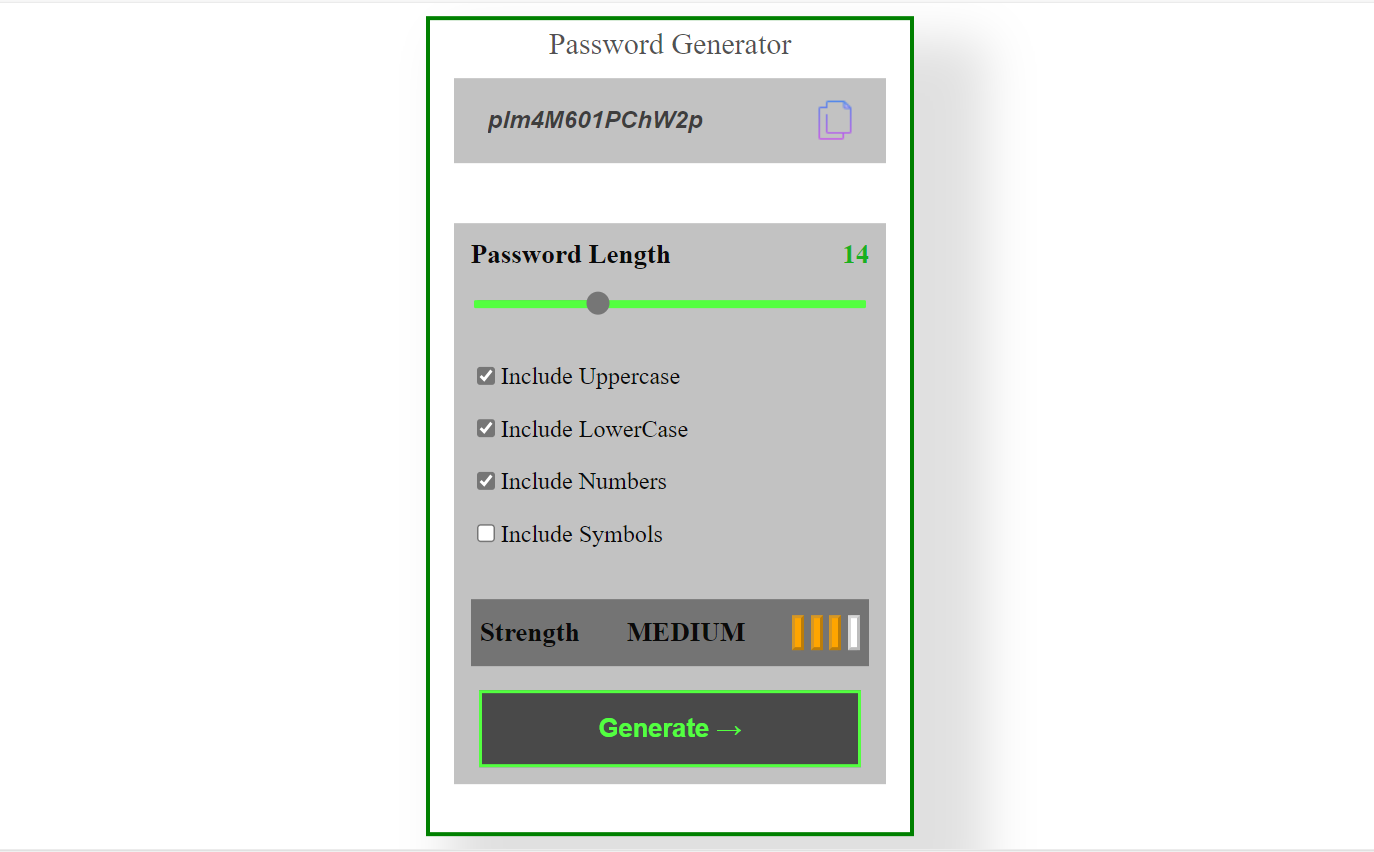 Password Generator
plm4M601PChW2p
Password Length 14
Include Uppercase
Include LowerCase
Include Numbers
Include Symbols
Strength MEDIUM
Generate →